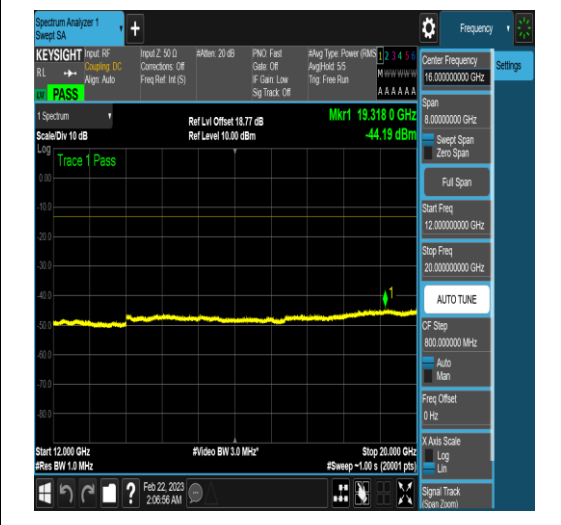 Spectrum Analyzer 1
Swept SA
Frequency
KEYSIGHT
RL
Input: RF
Coupling: DC
Align: Auto
Input Z: 50 Ω
Corrections: Off
Freq Ref: Int (S)
#Atten: 20 dB
PNO: Fast
Gate: Off
IF Gain: Low
Sig Track: Off
#Avg Type: Power (RMS
Avg|Hold: 5/5
Trig: Free Run
1 2 3 4 5 6
M W W W W W
A A A A A A
PASS
1 Spectrum
Scale/Div 10 dB
Ref Lvl Offset 18.77 dB
Ref Level 10.00 dBm
Mkr1 19.318 0 GHz
-44.19 dBm
Log
Trace 1 Pass
0.00
-10.0
-20.0
-30.0
-40.0
-50.0
-60.0
-70.0
-80.0
1
Start 12.000 GHz
#Res BW 1.0 MHz
#Video BW 3.0 MHz*
Stop 20.000 GHz
#Sweep ~1.00 s (20001 pts)
Feb 22, 2023
2:06:56 AM
Center Frequency
16.000000000 GHz
Settings
Span
8.00000000 GHz
Swept Span
Zero Span
Full Span
Start Freq
12.000000000 GHz
Stop Freq
20.000000000 GHz
AUTO TUNE
CF Step
800.000000 MHz
Auto
Man
Freq Offset
0 Hz
X Axis Scale
Log
Lin
Signal Track
(Span Zoom)